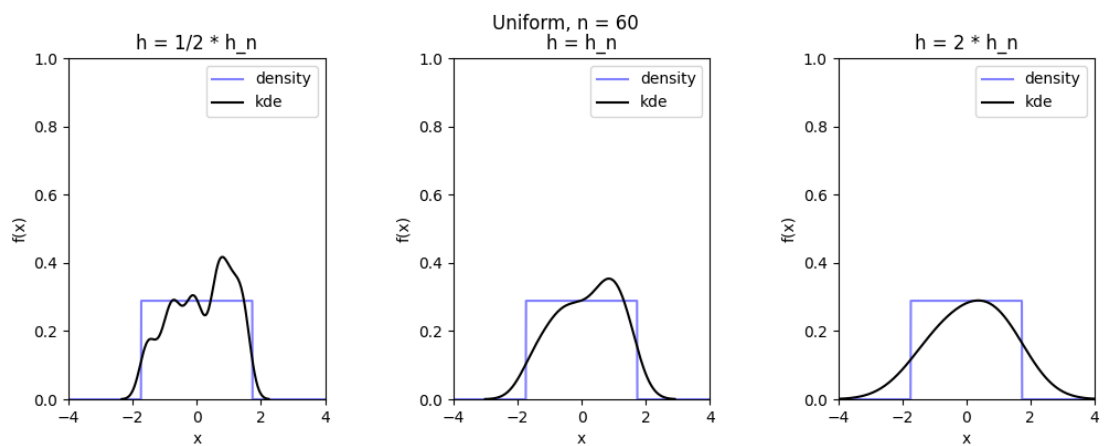 Uniform, n = 60
h = 1/2 * h_n
1.0
0.8
0.6
0.4
0.2
0.0
f(x)
density
kde
−4
−2
0
2
4
x
h = h_n
1.0
0.8
0.6
0.4
0.2
0.0
f(x)
density
kde
−4
−2
0
2
4
x
h = 2 * h_n
1.0
0.8
0.6
0.4
0.2
0.0
f(x)
density
kde
−4
−2
0
2
4
x